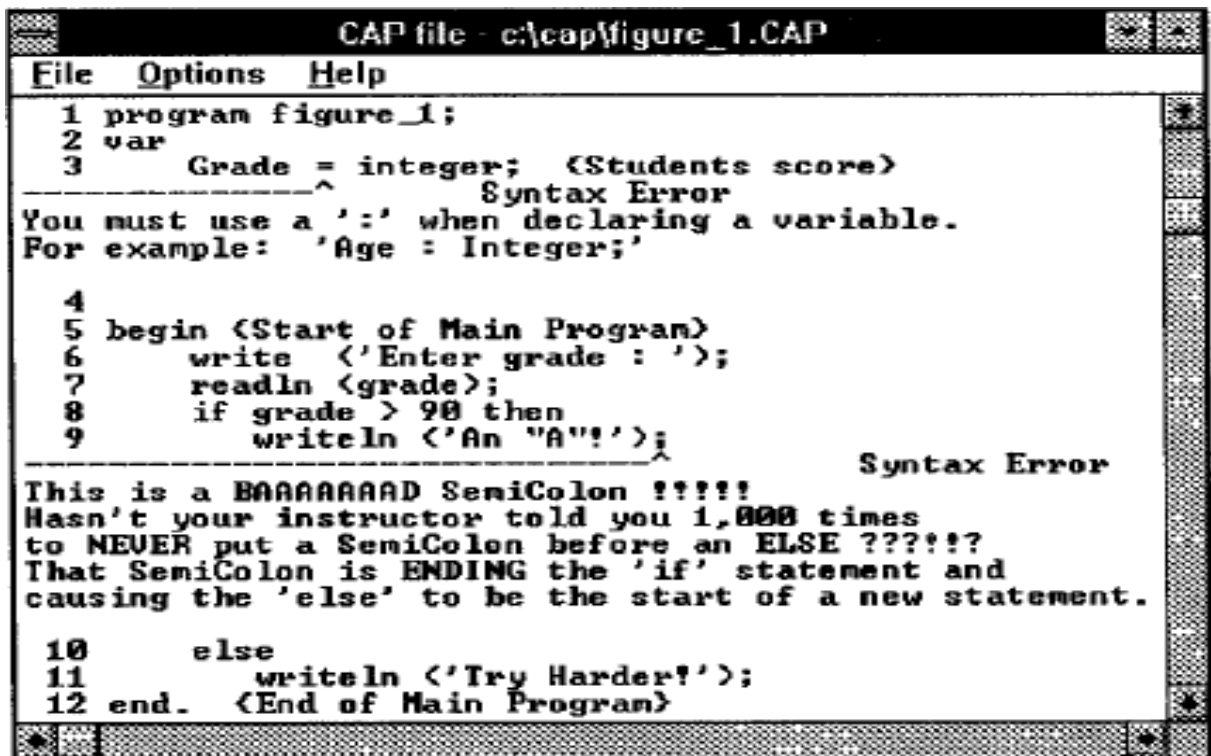 CAP file - c:\cap\figure_1.CAP
File Options Help
1 program figure_1;
2 var
3 Grade = integer; {Students score}
---------------^ Syntax Error
You must use a ':' when declaring a variable.
For example: 'Age : Integer;'
4
5 begin {Start of Main Program}
6 write ('Enter grade : ');
7 readln (grade);
8 if grade > 90 then
9 writeln ('An "A"!');
-------------------------------^ Syntax Error
This is a BAAAAAAAD SemiColon !!!!!
Hasn't your instructor told you 1,000 times
to NEVER put a SemiColon before an ELSE ???!!?
That SemiColon is ENDING the 'if' statement and
causing the 'else' to be the start of a new statement.
10 else
11 writeln ('Try Harder!');
12 end. {End of Main Program}